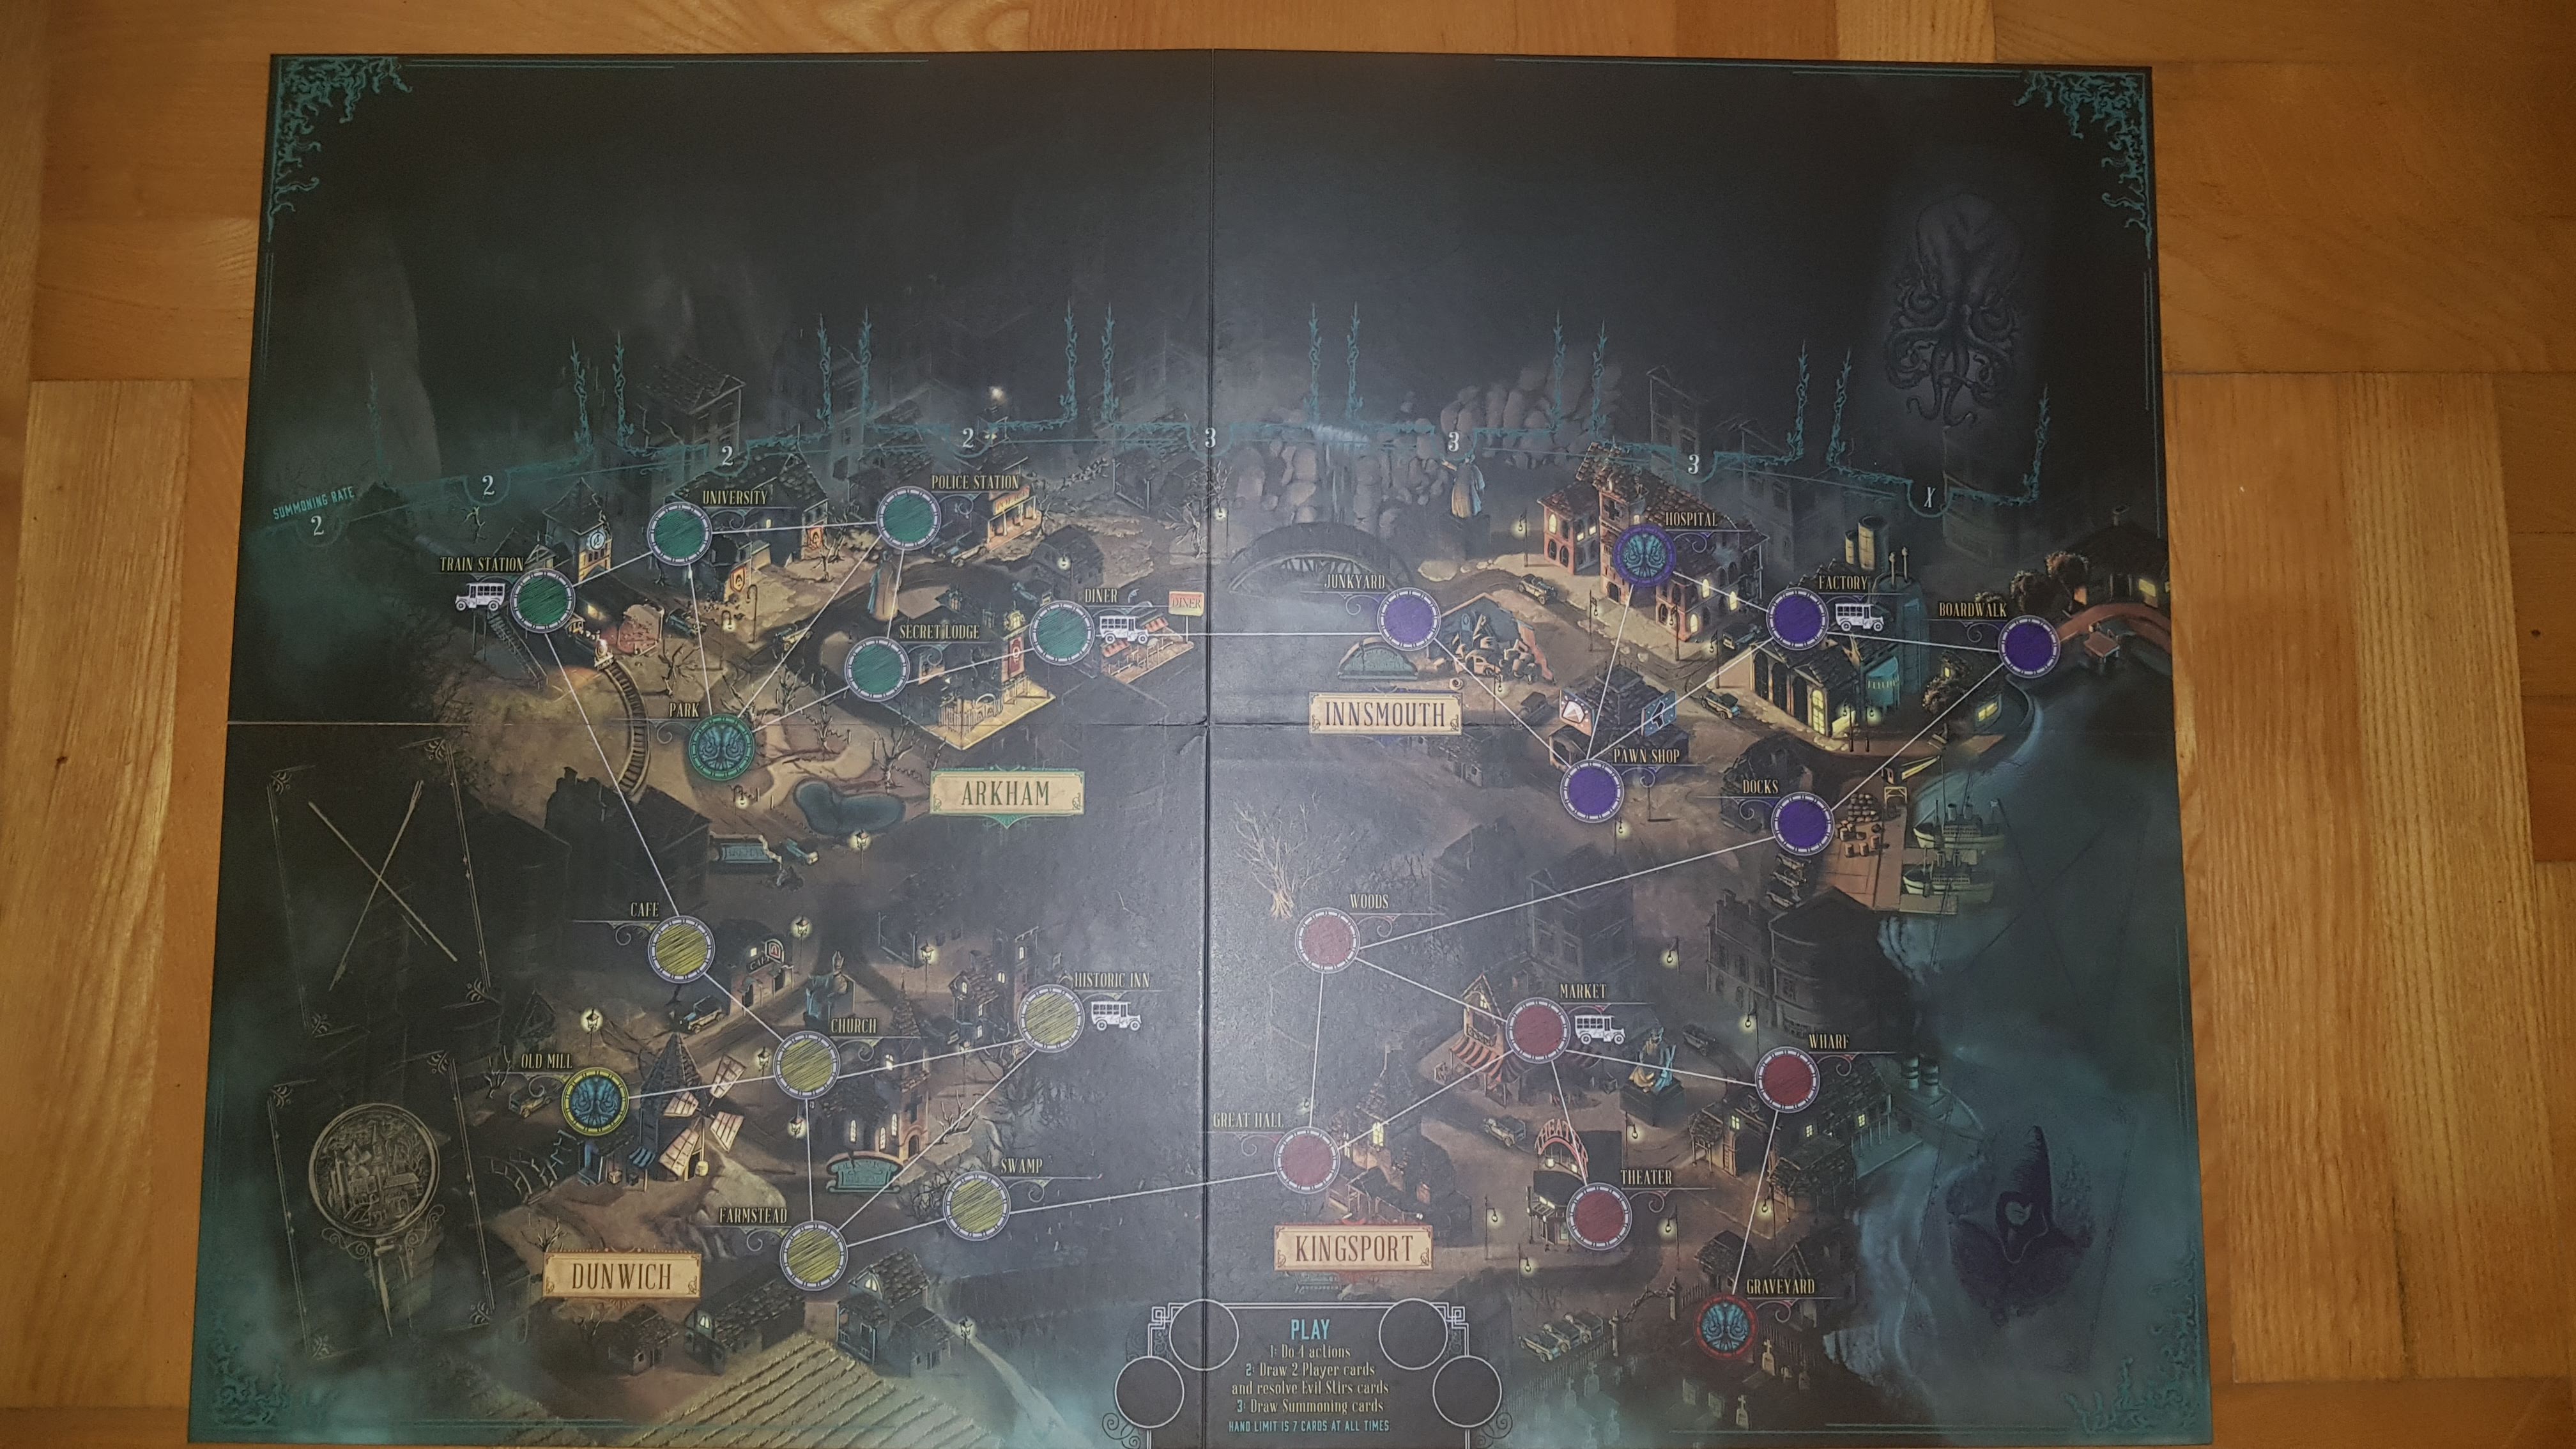 SUMMONING RATE
2
2
2
2
3
3
3
X
TRAIN STATION
UNIVERSITY
POLICE STATION
PARK
SECRET LODGE
DINER
DINER
ARKHAM
JUNKYARD
INNSMOUTH
PAWN SHOP
HOSPITAL
FACTORY
BOARDWALK
DOCKS
OLD MILL
CAFE
CHURCH
FARMSTEAD
SWAMP
HISTORIC INN
DUNWICH
GREAT HALL
WOODS
KINGSPORT
MARKET
THEATER
WHARF
GRAVEYARD
PLAY
1: Do 4 actions
2: Draw 2 Player cards
and resolve Evil Stirs cards
3: Draw Summoning cards
HAND LIMIT IS 7 CARDS AT ALL TIMES